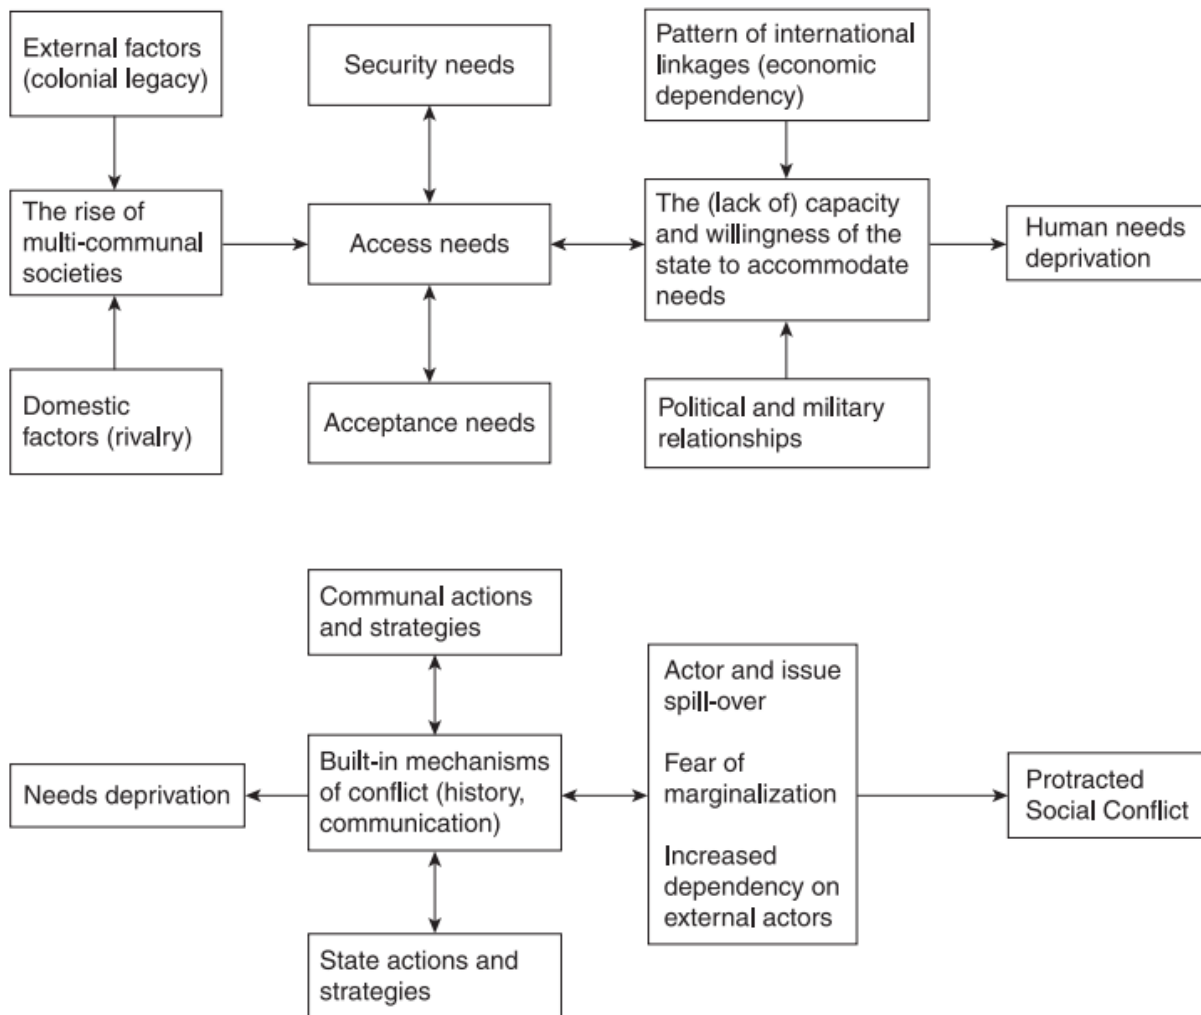 External factors
(colonial legacy)
Security needs
Pattern of international
linkages (economic
dependency)
The rise of
multi-communal
societies
Access needs
The (lack of) capacity
and willingness of the
state to accommodate
needs
Human needs
deprivation
Domestic
factors (rivalry)
Acceptance needs
Political and military
relationships
Communal actions
and strategies
Needs deprivation
Built-in mechanisms
of conflict (history,
communication)
Actor and issue
spill-over
Fear of
marginalization
Increased
dependency on
external actors
Protracted
Social Conflict
State actions and
strategies